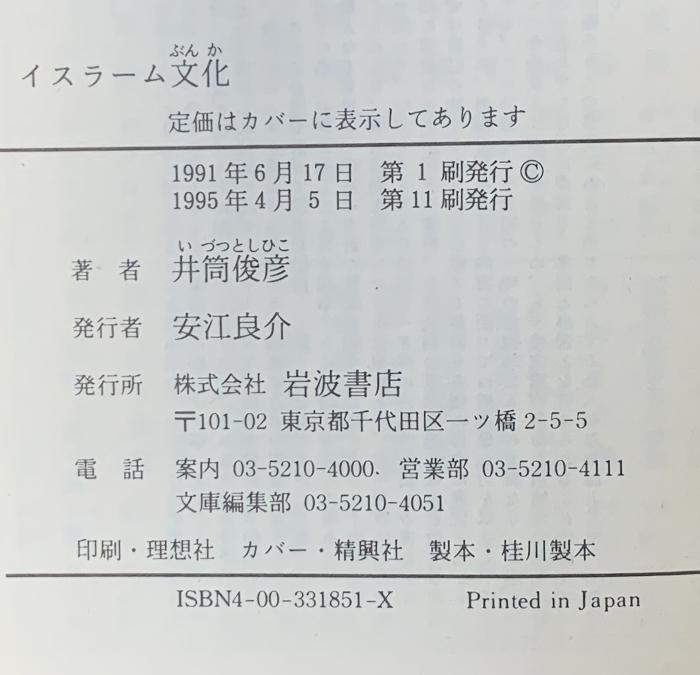 ぶんか
イスラーム文化
定価はカバーに表示してあります
1991年6月17日 第1刷発行©
1995年4月5日 第11刷発行
いづつとしひこ
著者 井筒俊彦
発行者 安江良介
発行所 株式会社 岩波書店
〒101-02 東京都千代田区一ツ橋2-5-5
電話 案内 03-5210-4000. 営業部 03-5210-4111
文庫編集部 03-5210-4051
印刷・理想社 カバー・精興社 製本・桂川製本
ISBN4-00-331851-X Printed in Japan